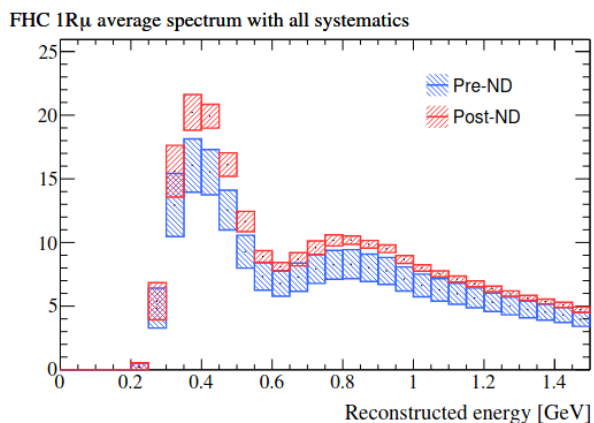 FHC 1Rμ average spectrum with all systematics
25
20
15
10
5
0
Pre-ND
Post-ND
0 0.2 0.4 0.6 0.8 1 1.2 1.4
Reconstructed energy [GeV]